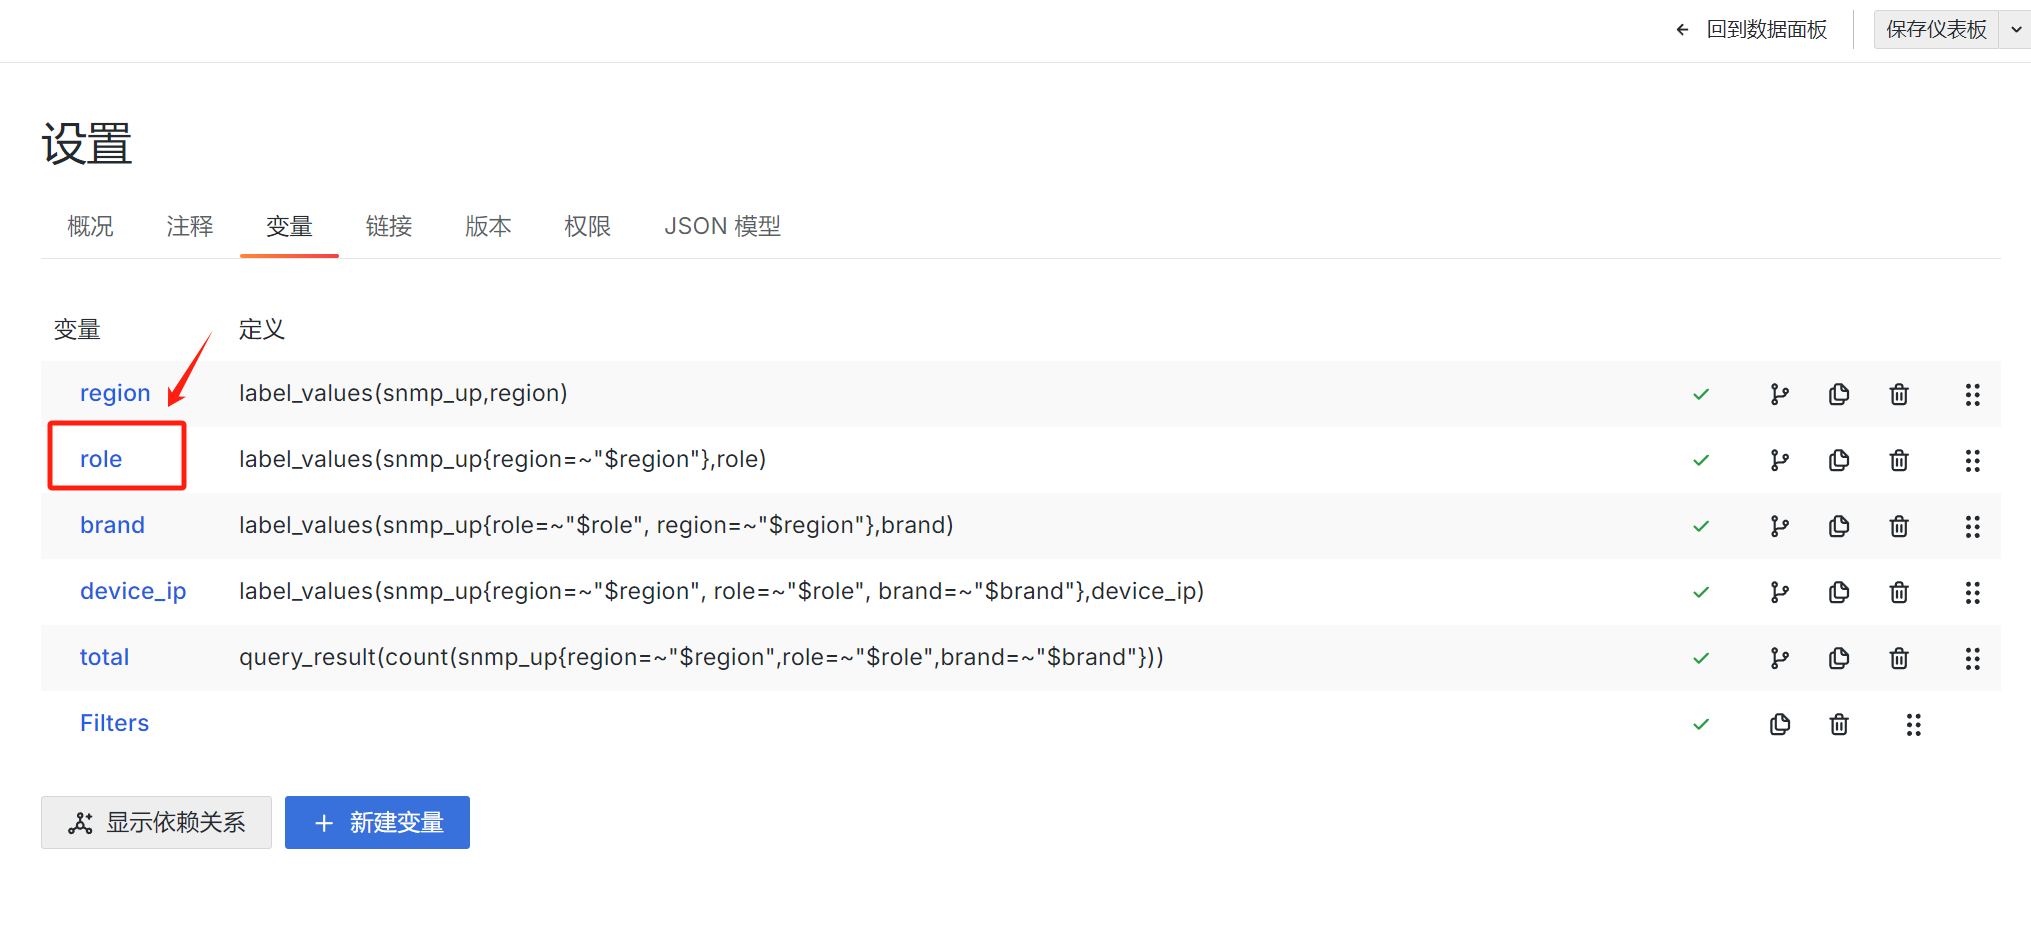 回到数据面板 保存仪表板
设置
概况 注释 变量 链接 版本 权限 JSON 模型
变量 定义
region label_values(snmp_up,region)
role label_values(snmp_up{region=~"$region"},role)
brand label_values(snmp_up{role=~"$role", region=~"$region"},brand)
device_ip label_values(snmp_up{region=~"$region", role=~"$role", brand=~"$brand"},device_ip)
total query_result(count(snmp_up{region=~"$region",role=~"$role",brand=~"$brand"}))
Filters
显示依赖关系 新建变量